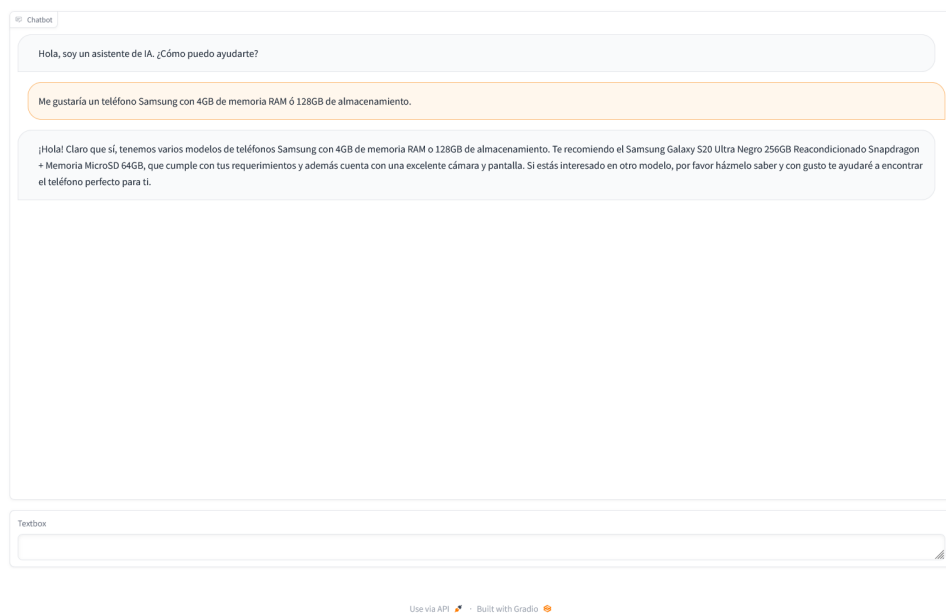 Chatbot
Hola, soy un asistente de IA. ¿Cómo puedo ayudarte?
Me gustaría un teléfono Samsung con 4GB de memoria RAM ó 128GB de almacenamiento.
¡Hola! Claro que sí, tenemos varios modelos de teléfonos Samsung con 4GB de memoria RAM o 128GB de almacenamiento. Te recomiendo el Samsung Galaxy S20 Ultra Negro 256GB Reacondicionado Snapdragon
+ Memoria MicroSD 64GB, que cumple con tus requerimientos y además cuenta con una excelente cámara y pantalla. Si estás interesado en otro modelo, por favor házmelo saber y con gusto te ayudaré a encontrar
el teléfono perfecto para ti.
Textbox
Use via API · Built with Gradio